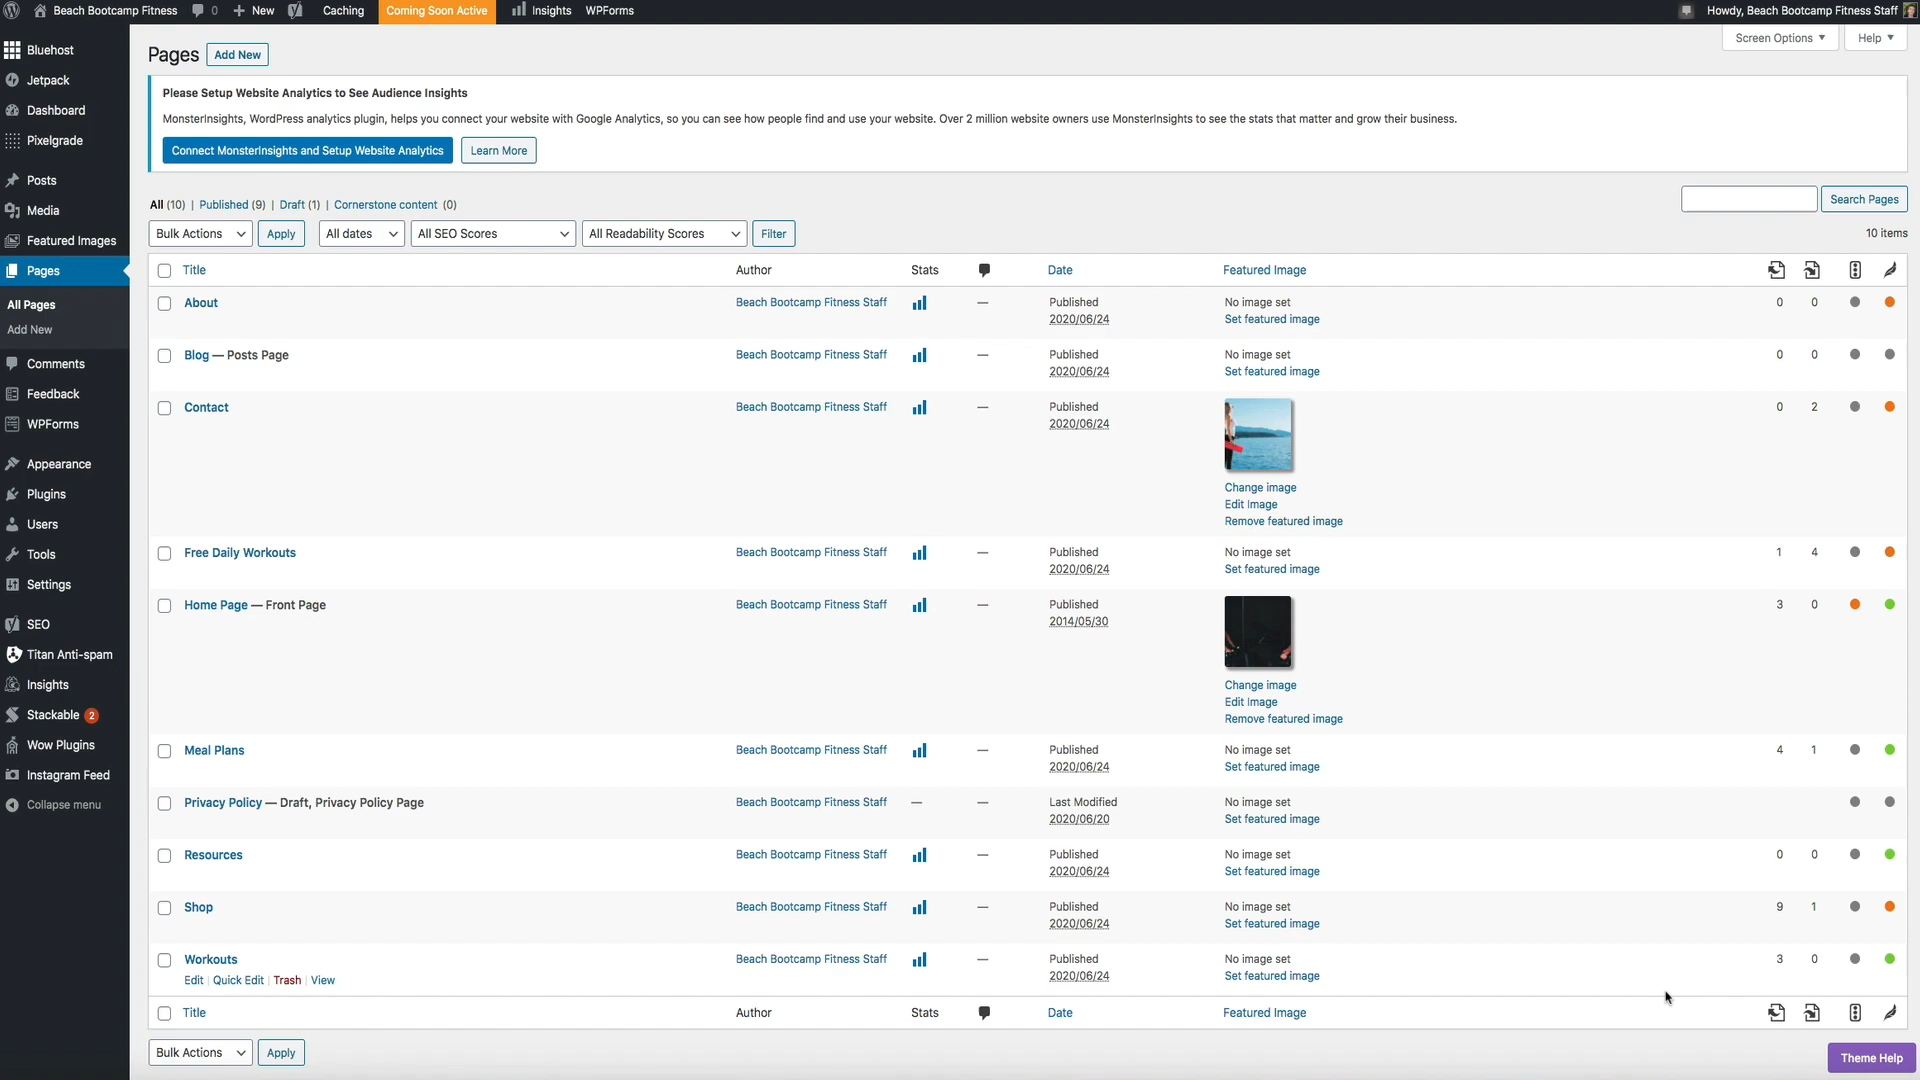 Beach Bootcamp Fitness 0 New Caching Coming Soon Active Insights WPForms Howdy, Beach Bootcamp Fitness Staff
Screen Options Help
Bluehost
Jetpack
Dashboard
Pixelgrade
Posts
Media
Featured Images
Pages
All Pages
Add New
Comments
Feedback
WPForms
Appearance
Plugins
Users
Tools
Settings
SEO
Titan Anti-spam
Insights
Stackable 2
Wow Plugins
Instagram Feed
Collapse menu
Pages Add New
Please Setup Website Analytics to See Audience Insights
MonsterInsights, WordPress analytics plugin, helps you connect your website with Google Analytics, so you can see how people find and use your website. Over 2 million website owners use MonsterInsights to see the stats that matter and grow their business.
Connect MonsterInsights and Setup Website Analytics Learn More
All (10) | Published (9) | Draft (1) | Cornerstone content (0) Search Pages
Bulk Actions Apply All dates All SEO Scores All Readability Scores Filter 10 items
Title Author Stats Date Featured Image
About Beach Bootcamp Fitness Staff — Published No image set 0 0
2020/06/24 Set featured image
Blog — Posts Page Beach Bootcamp Fitness Staff — Published No image set 0 0
2020/06/24 Set featured image
Contact Beach Bootcamp Fitness Staff — Published 0 2
2020/06/24
Change image
Edit Image
Remove featured image
Free Daily Workouts Beach Bootcamp Fitness Staff — Published No image set 1 4
2020/06/24 Set featured image
Home Page — Front Page Beach Bootcamp Fitness Staff — Published 3 0
2014/05/30
Change image
Edit Image
Remove featured image
Meal Plans Beach Bootcamp Fitness Staff — Published No image set 4 1
2020/06/24 Set featured image
Privacy Policy — Draft, Privacy Policy Page Beach Bootcamp Fitness Staff — — Last Modified No image set
2020/06/20 Set featured image
Resources Beach Bootcamp Fitness Staff — Published No image set 0 0
2020/06/24 Set featured image
Shop Beach Bootcamp Fitness Staff — Published No image set 9 1
2020/06/24 Set featured image
Workouts Beach Bootcamp Fitness Staff — Published No image set 3 0
Edit | Quick Edit | Trash | View 2020/06/24 Set featured image
Title Author Stats Date Featured Image
Bulk Actions Apply
Theme Help